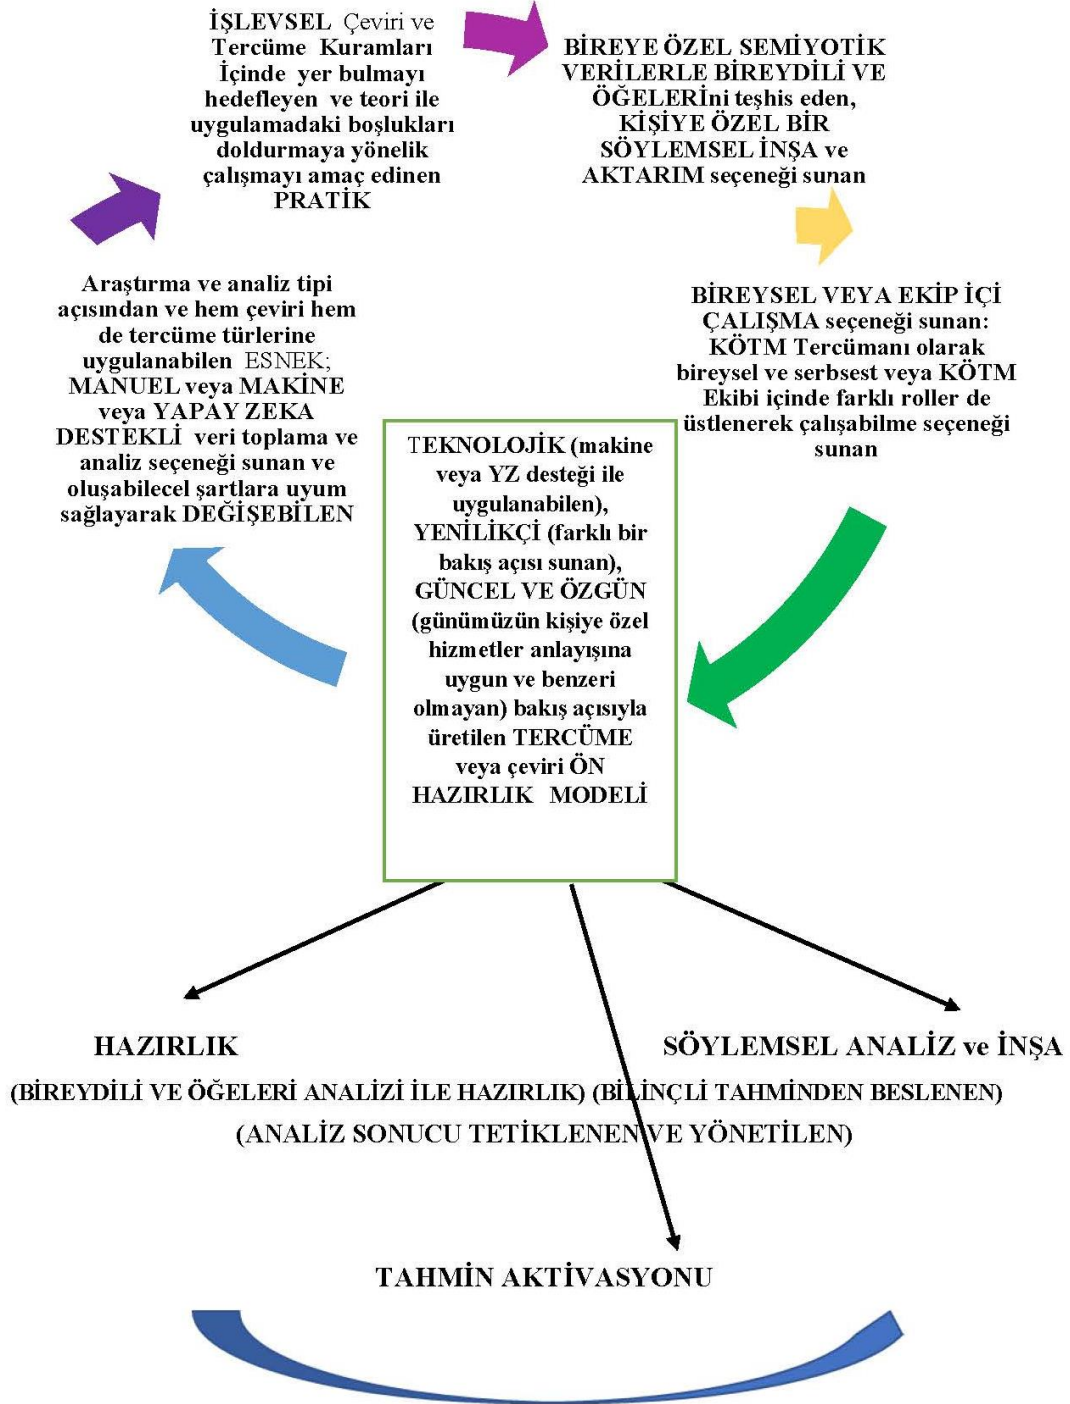 İŞLEVSEL Çeviri ve
Tercüme Kuramları
İçinde yer bulmayı
hedefleyen ve teori ile
uygulamadaki boşlukları
doldurmaya yönelik
çalışmayı amaç edinen
PRATİK
BİREYE ÖZEL SEMİYOTİK
VERİLERLE BİREYDİLİ VE
ÖĞELERİni teşhis eden,
KİŞİYE ÖZEL BİR
SÖYLEMSEL İNŞA ve
AKTARIM seçeneği sunan
BİREYSEL VEYA EKİP İÇİ
ÇALIŞMA seçeneği sunan:
KÖTM Tercümanı olarak
bireysel ve serbsest veya KÖTM
Ekibi içinde farklı roller de
üstlenerek çalışabilme seçeneği
sunan
Araştırma ve analiz tipi
açısından ve hem çeviri hem
de tercüme türlerine
uygulanabilen ESNEK;
MANUEL veya MAKİNE
veya YAPAY ZEKA
DESTEKLİ veri toplama ve
analiz seçeneği sunan ve
oluşabilecel şartlara uyum
sağlayarak DEĞİŞEBİLEN
TEKNOLOJİK (makine
veya YZ desteği ile
uygulanabilen),
YENİLİKÇİ (farklı bir
bakış açısı sunan),
GÜNCEL VE ÖZGÜN
(günümüzün kişiye özel
hizmetler anlayışına
uygun ve benzeri
olmayan) bakış açısıyla
üretilen TERCÜME
veya çeviri ÖN
HAZIRLIK MODELİ
HAZIRLIK
SÖYLEMSEL ANALİZ ve İNŞA
(BİREYDİLİ VE ÖĞELERİ ANALİZİ İLE HAZIRLIK) (BİLİNÇLİ TAHMİNDEN BESLENEN)
(ANALİZ SONUCU TETİKLENEN VE YÖNETİLEN)
TAHMİN AKTİVASYONU